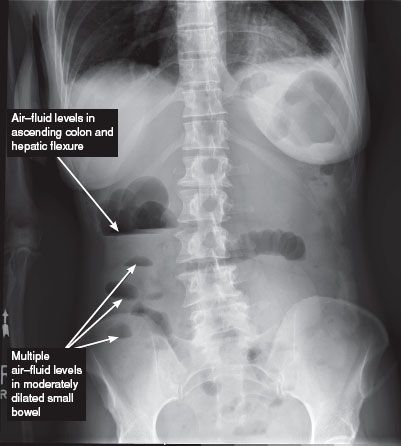 Air–fluid levels in
ascending colon and
hepatic flexure
Multiple
air–fluid levels
in moderately
dilated small
bowel
R